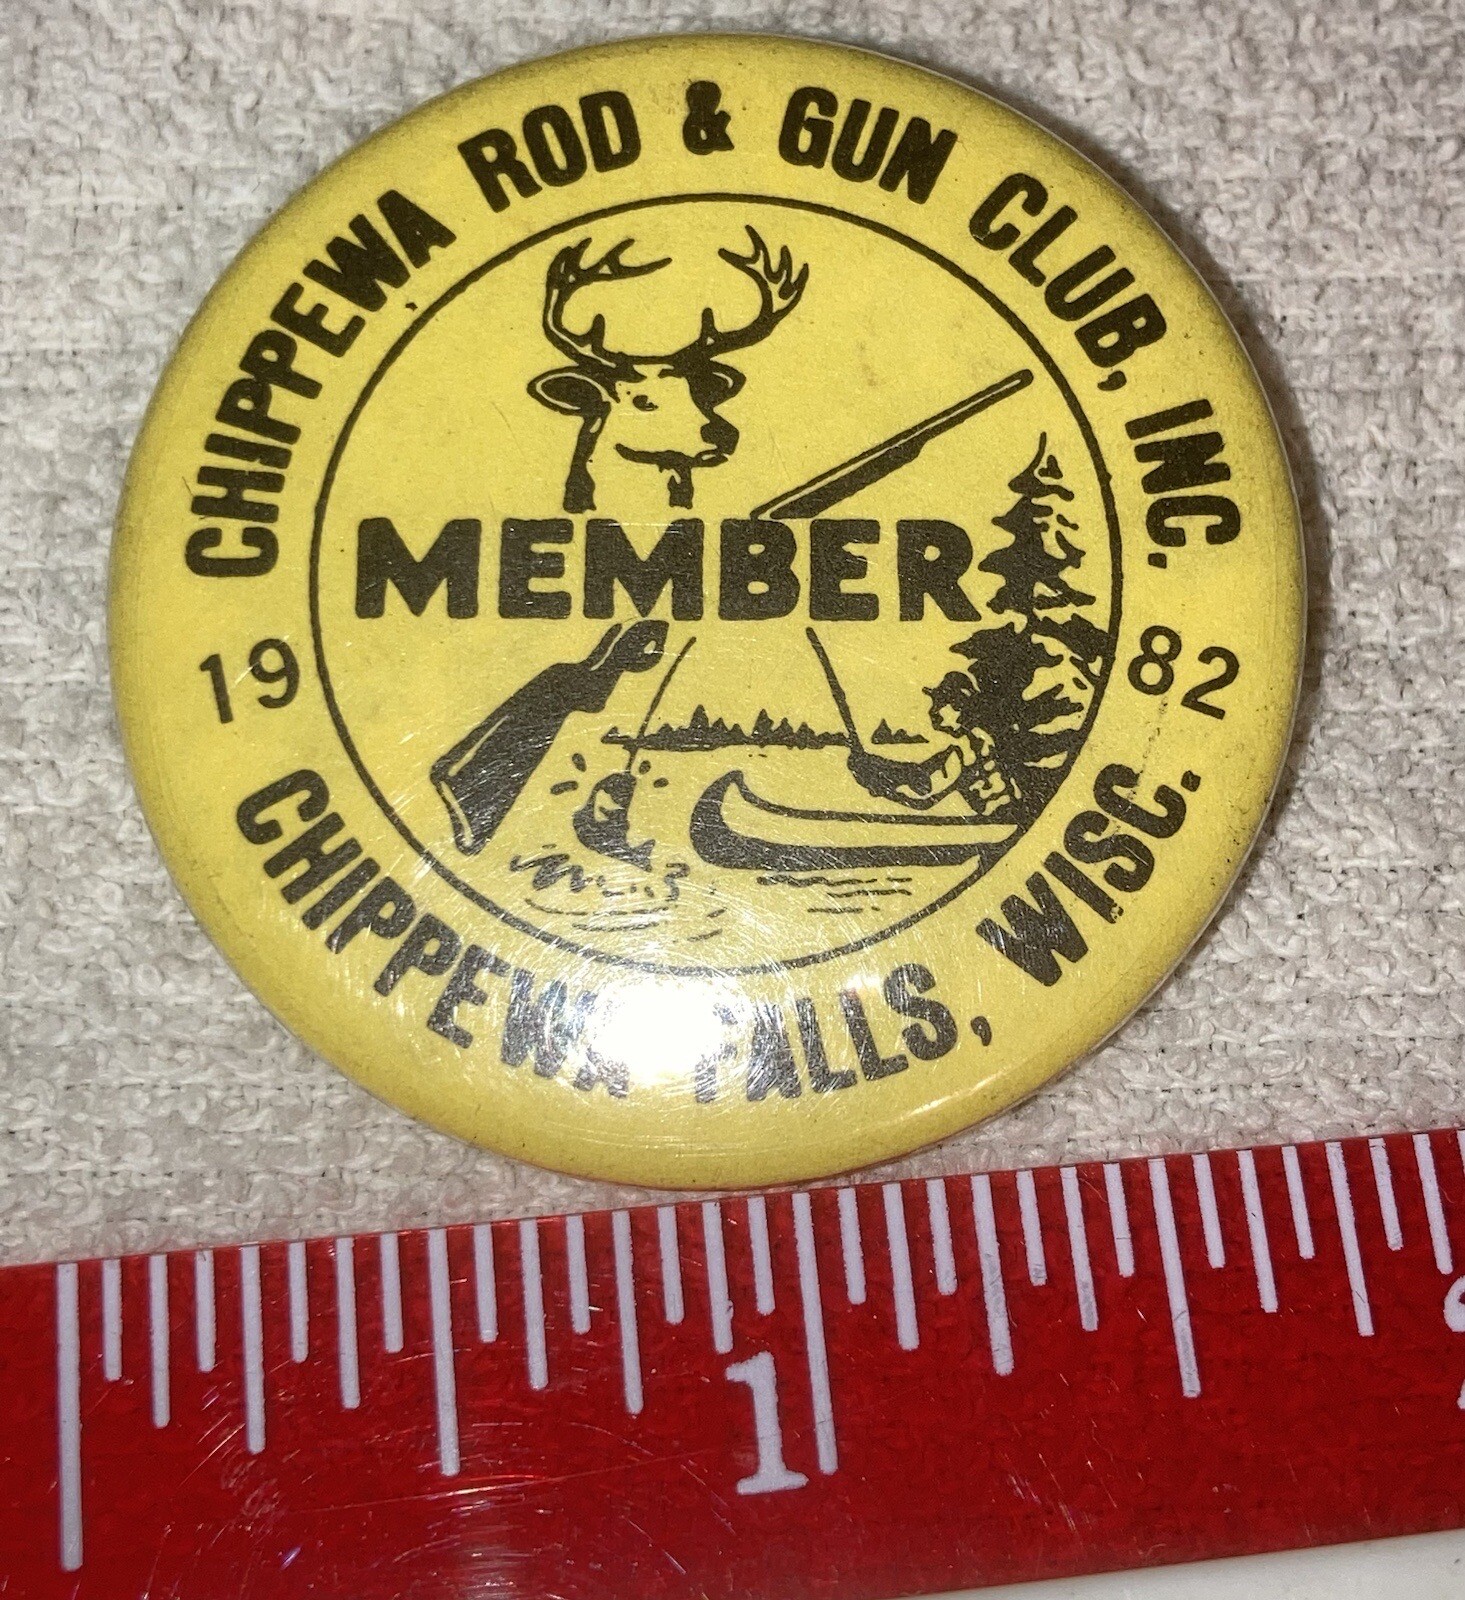 CHIPPEWA ROD & GUN CLUB, INC.
MEMBER
19 82
CHIPPEWA FALLS, WISC.
1